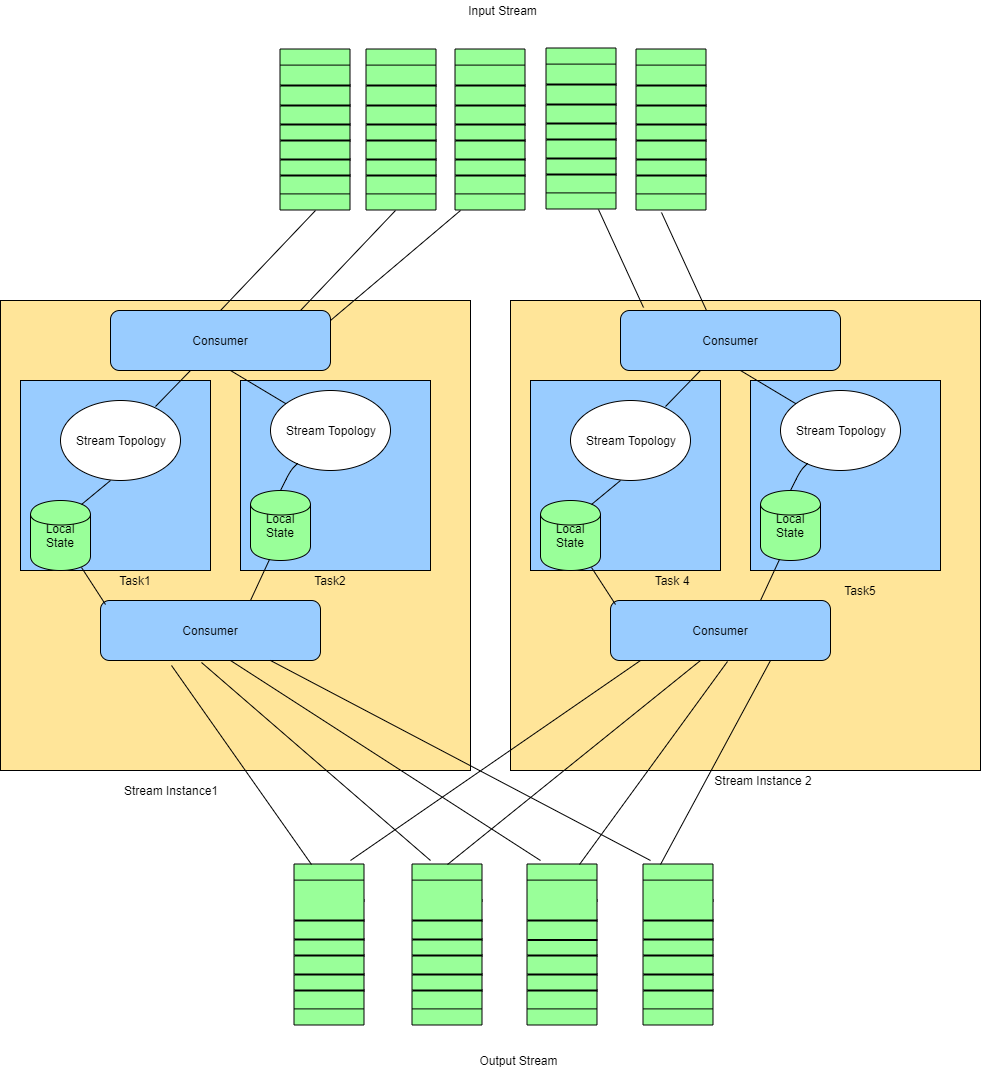 Input Stream
Consumer
Consumer
Stream Topology
Stream Topology
Stream Topology
Stream Topology
Local
State
Local
State
Local
State
Local
State
Task1
Task2
Task 4
Task5
Consumer
Consumer
Stream Instance1
Stream Instance 2
Output Stream